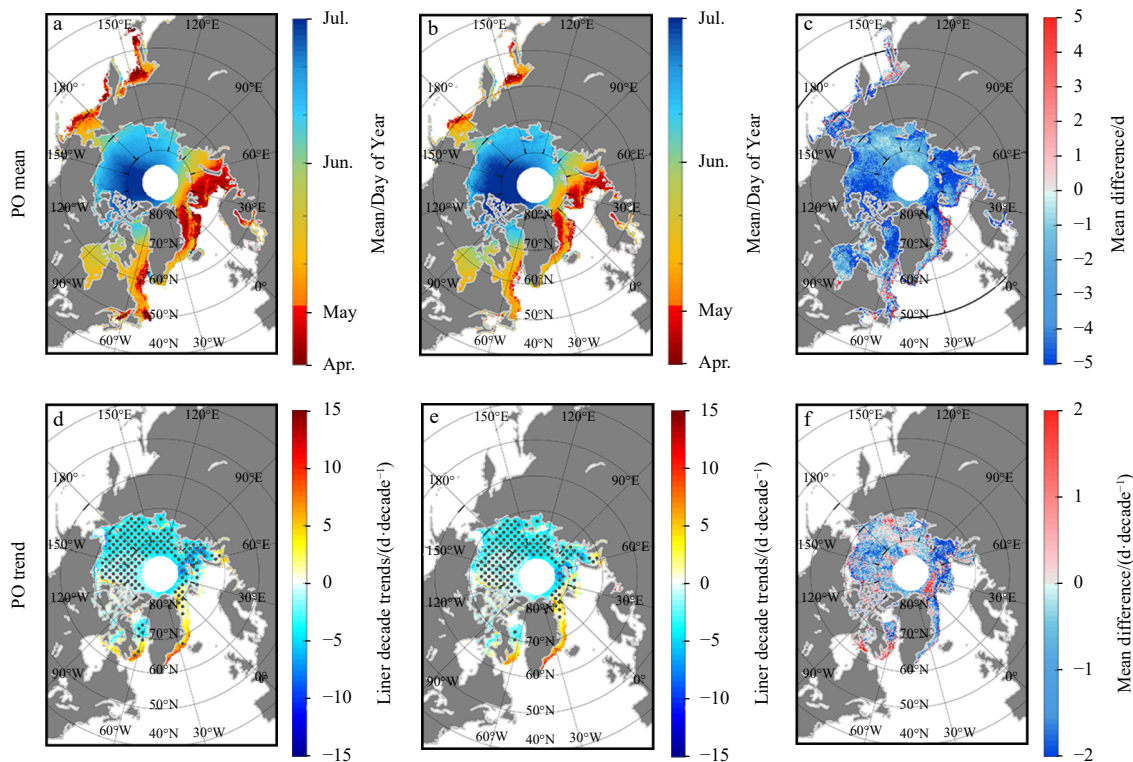 a
150°E
120°E
90°E
60°E
30°E
0°
180°
150°W
120°W
90°W
60°W
40°W
30°W
80°N
70°N
60°N
50°N
PO mean
Jul.
Jun.
May
Apr.
Mean/Day of Year
b
150°E
120°E
90°E
60°E
30°E
0°
180°
150°W
120°W
90°W
60°W
40°N
30°W
80°N
70°N
60°N
50°N
Jul.
Jun.
May
Apr.
Mean/Day of Year
c
150°E
120°E
90°E
60°E
30°E
0°
180°
150°W
120°W
90°W
60°W
40°N
30°W
80°N
70°N
60°N
50°N
5
4
3
2
1
0
−1
−2
−3
−4
−5
Mean difference/d
d
150°E
120°E
90°E
60°E
30°E
0°
180°
150°W
120°W
90°W
60°W
40°N
30°W
80°N
70°N
60°N
50°N
PO trend
15
10
5
0
−5
−10
−15
Liner decade trends/(d·decade⁻¹)
e
150°E
120°E
90°E
60°E
30°E
0°
180°
150°W
120°W
90°W
60°W
40°N
30°W
80°N
70°N
60°N
50°N
15
10
5
0
−5
−10
−15
Liner decade trends/(d·decade⁻¹)
f
150°E
120°E
90°E
60°E
30°E
0°
180°
150°W
120°W
90°W
60°W
40°N
30°W
80°N
70°N
60°N
50°N
2
1
0
−1
−2
Mean difference/(d·decade⁻¹)